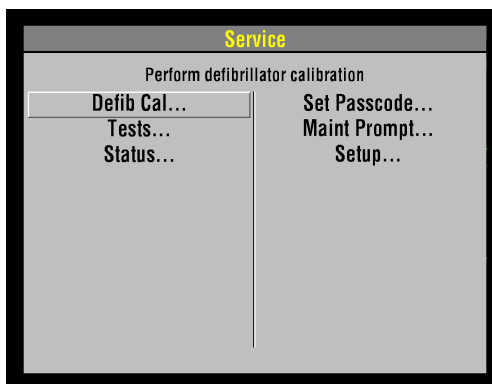 Service
Perform defibrillator calibration
Defib Cal...
Tests...
Status...
Set Passcode...
Maint Prompt...
Setup...